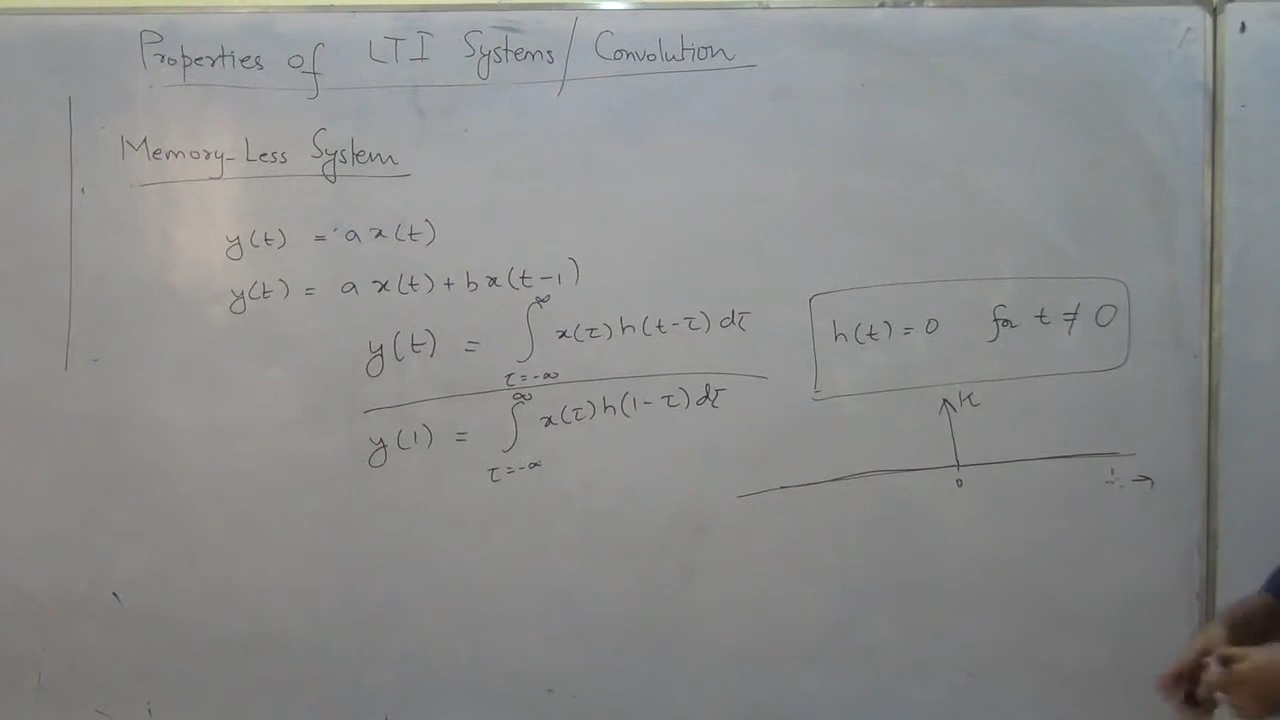 Properties of LTI Systems/Convolution
Memory-Less System
y(t) = a x(t)
y(t) = a x(t) + b x(t-1)
y(t) = ∫_{τ=-∞}^{∞} x(τ) h(t-τ) dτ
y(1) = ∫_{τ=-∞}^{∞} x(τ) h(1-τ) dτ
h(t) = 0 for t ≠ 0
K
0
t →